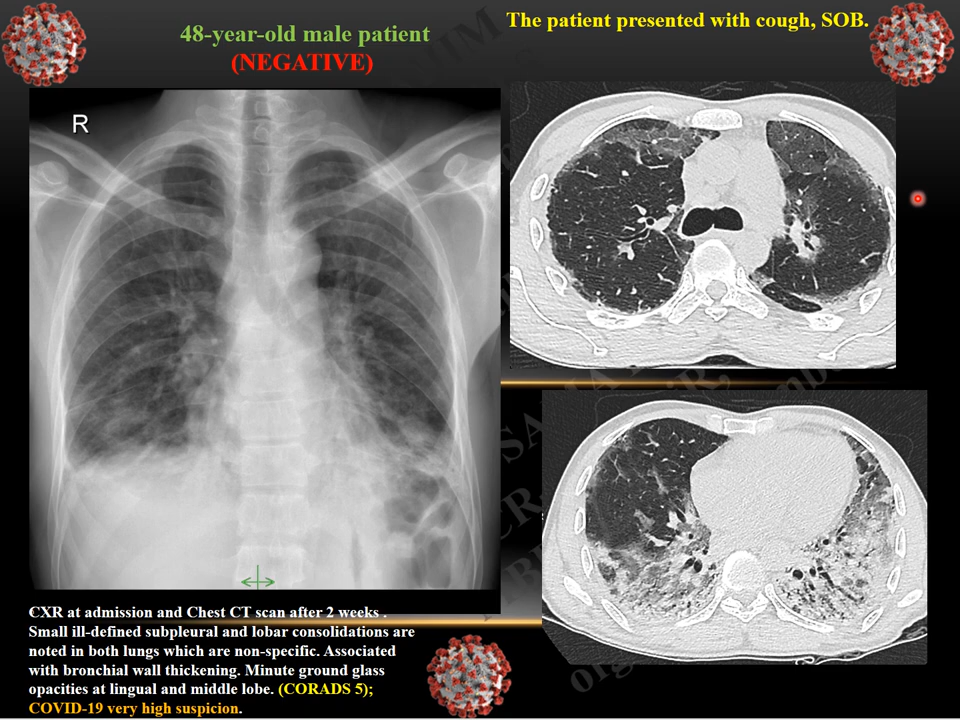 48-year-old male patient
(NEGATIVE)
The patient presented with cough, SOB.
R
CXR at admission and Chest CT scan after 2 weeks .
Small ill-defined subpleural and lobar consolidations are
noted in both lungs which are non-specific. Associated
with bronchial wall thickening. Minute ground glass
opacities at lingual and middle lobe. (CORADS 5);
COVID-19 very high suspicion.